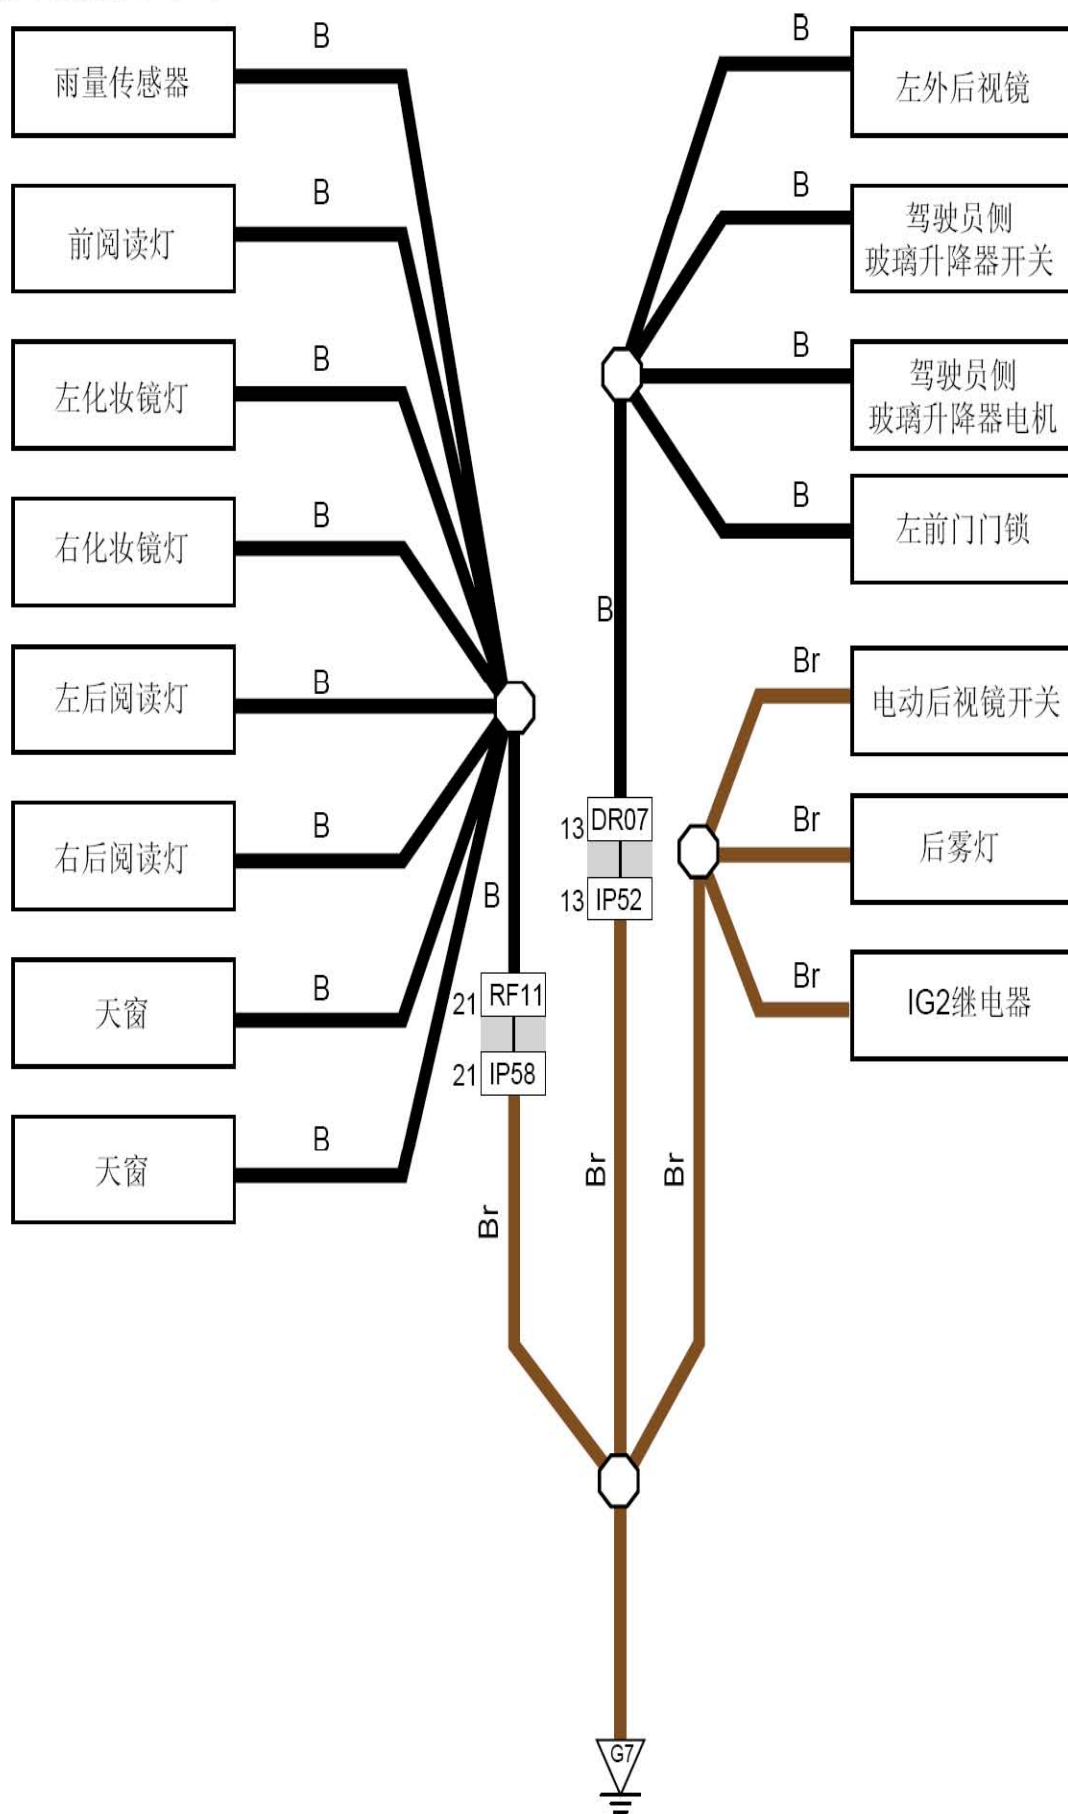 B
雨量传感器
B
前阅读灯
B
左化妆镜灯
B
右化妆镜灯
B
左后阅读灯
B
右后阅读灯
B
天窗
B
天窗
B
21 RF11
21 IP58
Br
B
左外后视镜
B
驾驶员侧
玻璃升降器开关
B
驾驶员侧
玻璃升降器电机
B
左前门门锁
B
13 DR07
13 IP52
Br
Br
电动后视镜开关
Br
后雾灯
Br
IG2继电器
Br
G7